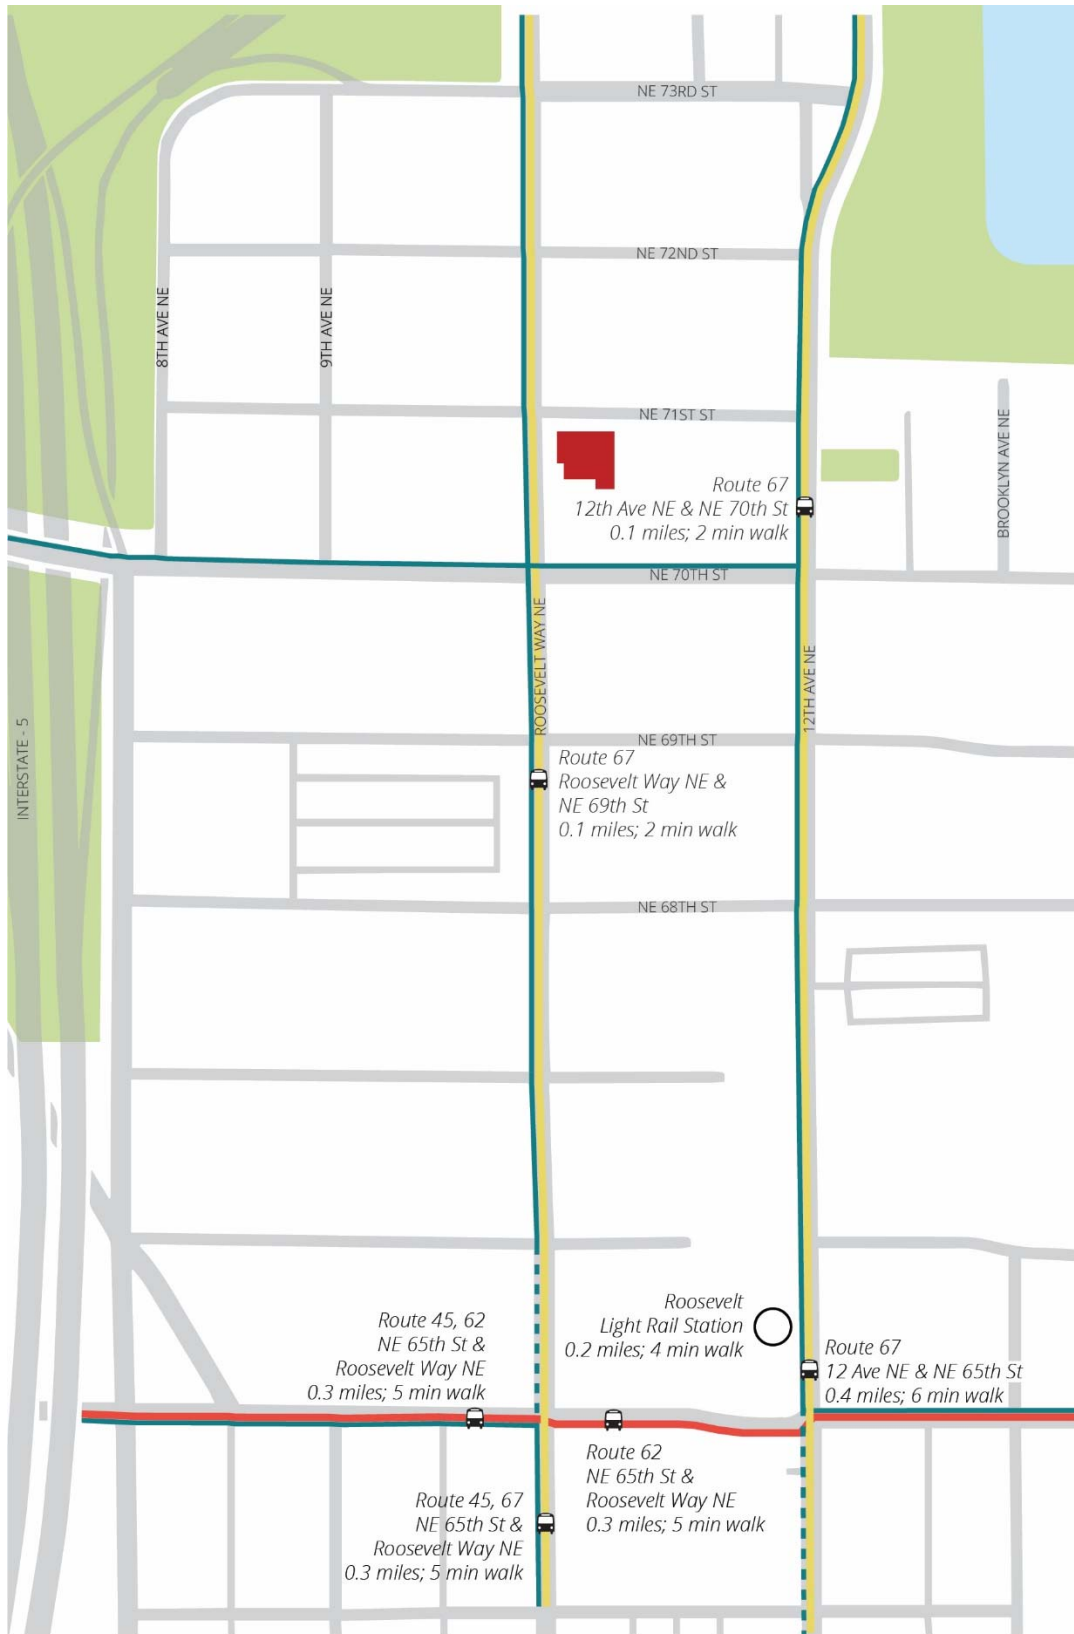 NE 73RD ST
NE 72ND ST
8TH AVE NE
9TH AVE NE
NE 71ST ST
BROOKLYN AVE NE
Route 67
12th Ave NE & NE 70th St
0.1 miles; 2 min walk
NE 70TH ST
ROOSEVELT WAY NE
12TH AVE NE
INTERSTATE - 5
NE 69TH ST
Route 67
Roosevelt Way NE &
NE 69th St
0.1 miles; 2 min walk
NE 68TH ST
Roosevelt
Light Rail Station
0.2 miles; 4 min walk
Route 45, 62
NE 65th St &
Roosevelt Way NE
0.3 miles; 5 min walk
Route 67
12 Ave NE & NE 65th St
0.4 miles; 6 min walk
Route 62
NE 65th St &
Roosevelt Way NE
0.3 miles; 5 min walk
Route 45, 67
NE 65th St &
Roosevelt Way NE
0.3 miles; 5 min walk